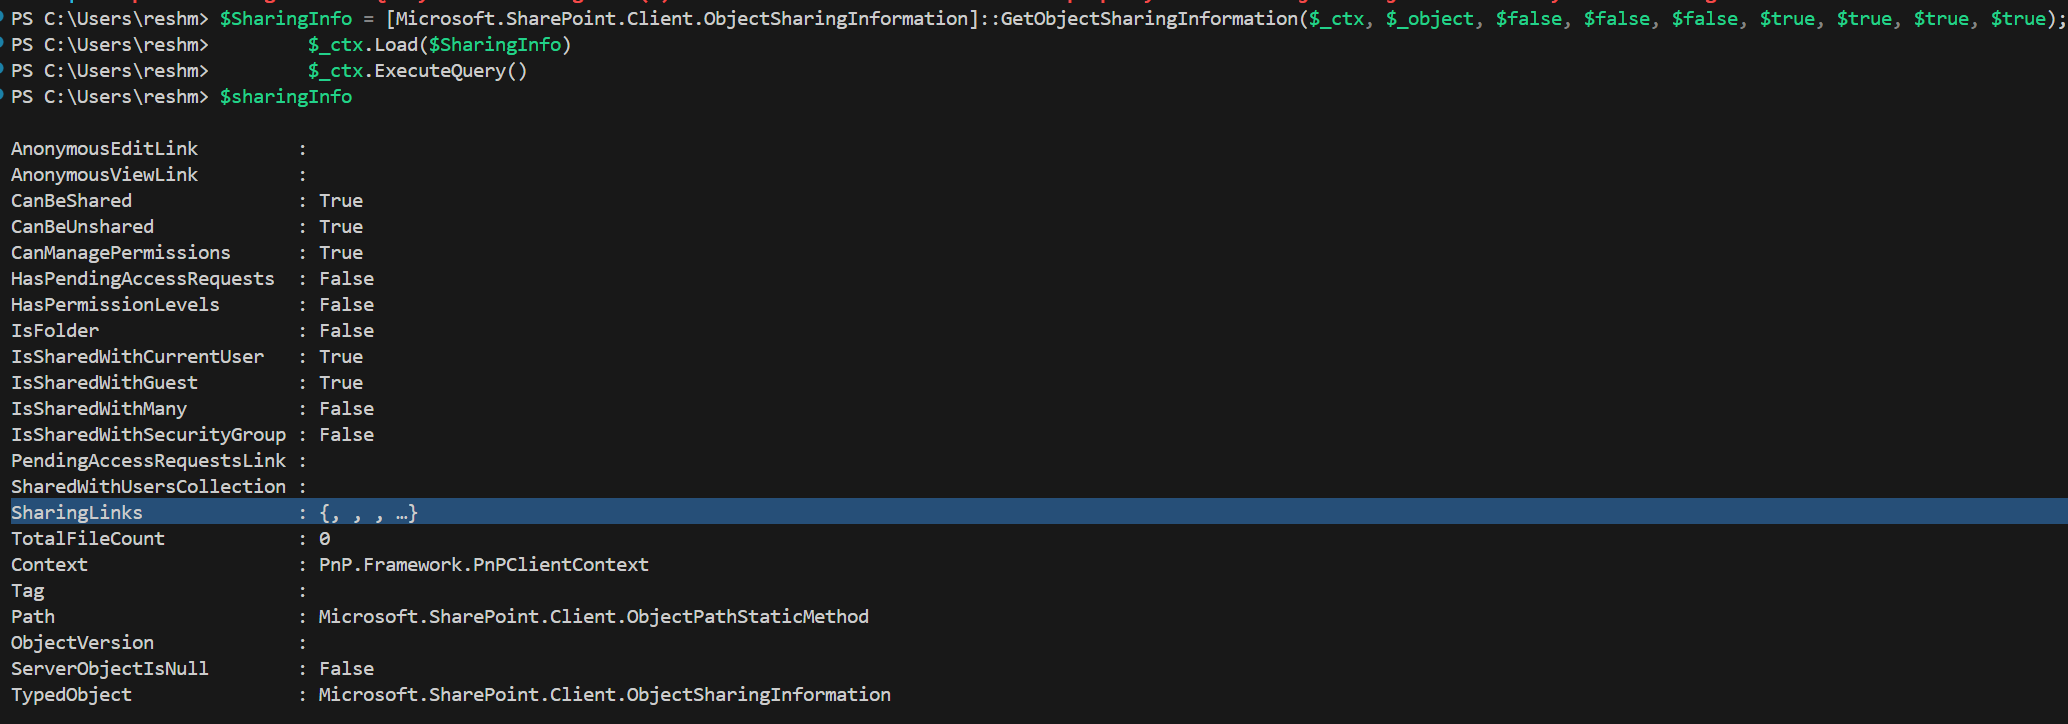 PS C:\Users\reshm> $SharingInfo = [Microsoft.SharePoint.Client.ObjectSharingInformation]::GetObjectSharingInformation($_ctx, $_object, $false, $false, $false, $true, $true, $true, $true);
PS C:\Users\reshm>         $_ctx.Load($SharingInfo)
PS C:\Users\reshm>         $_ctx.ExecuteQuery()
PS C:\Users\reshm> $sharingInfo
AnonymousEditLink         :
AnonymousViewLink         :
CanBeShared               : True
CanBeUnshared             : True
CanManagePermissions      : True
HasPendingAccessRequests  : False
HasPermissionLevels       : False
IsFolder                  : False
IsSharedWithCurrentUser   : True
IsSharedWithGuest         : True
IsSharedWithMany          : False
IsSharedWithSecurityGroup : False
PendingAccessRequestsLink :
SharedWithUsersCollection :
SharingLinks              : {, , , …}
TotalFileCount            : 0
Context                   : PnP.Framework.PnPClientContext
Tag                       :
Path                      : Microsoft.SharePoint.Client.ObjectPathStaticMethod
ObjectVersion             :
ServerObjectIsNull        : False
TypedObject               : Microsoft.SharePoint.Client.ObjectSharingInformation